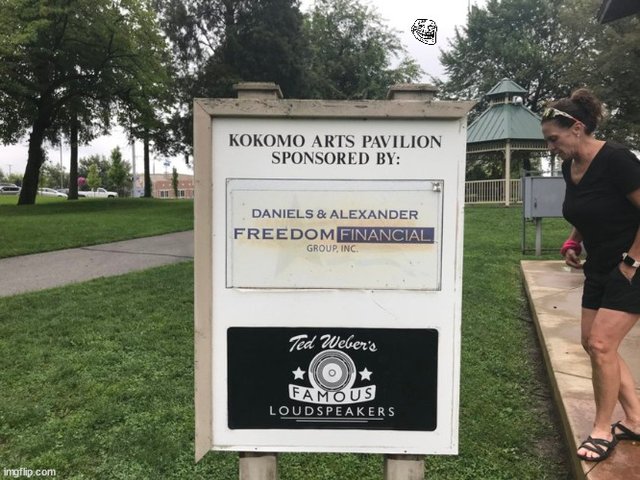 KOKOMO ARTS PAVILION
SPONSORED BY:
DANIELS & ALEXANDER
FREEDOM FINANCIAL
GROUP, INC.
Ted Weber's
FAMOUS
LOUDSPEAKERS
imgflip.com